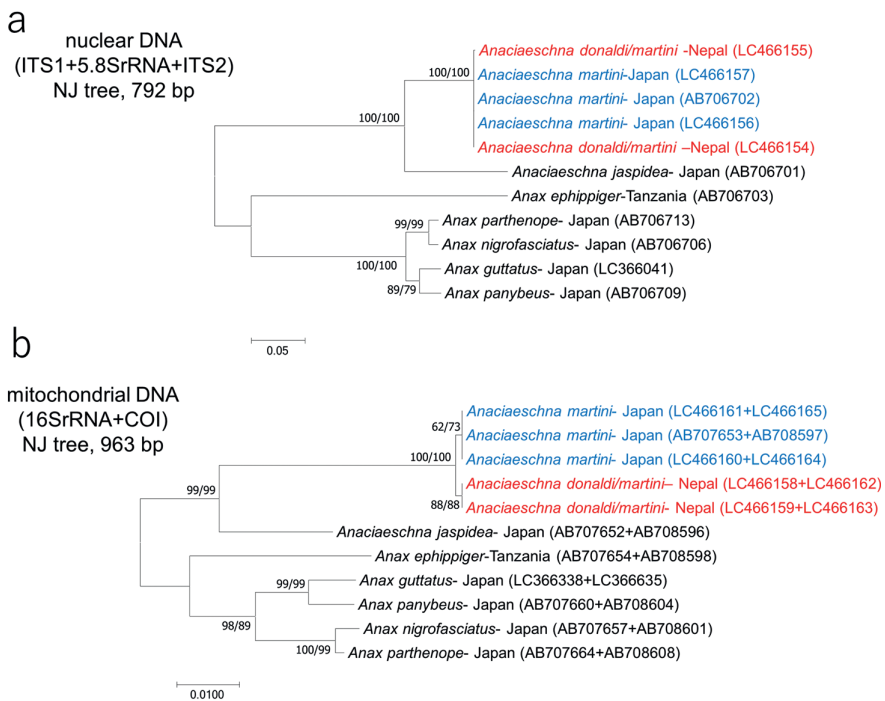 a
nuclear DNA
(ITS1+5.8SrRNA+ITS2)
NJ tree, 792 bp
Anaciaeschna donaldi/martini -Nepal (LC466155)
100/100
Anaciaeschna martini-Japan (LC466157)
Anaciaeschna martini- Japan (AB706702)
100/100
Anaciaeschna martini- Japan (LC466156)
Anaciaeschna donaldi/martini –Nepal (LC466154)
Anaciaeschna jaspidea- Japan (AB706701)
Anax ephippiger-Tanzania (AB706703)
99/99
Anax parthenope- Japan (AB706713)
Anax nigrofasciatus- Japan (AB706706)
100/100
Anax guttatus- Japan (LC366041)
89/79
Anax panybeus- Japan (AB706709)
0.05
b
mitochondrial DNA
(16SrRNA+COI)
NJ tree, 963 bp
Anaciaeschna martini- Japan (LC466161+LC466165)
62/73
Anaciaeschna martini- Japan (AB707653+AB708597)
100/100
Anaciaeschna martini- Japan (LC466160+LC466164)
Anaciaeschna donaldi/martini– Nepal (LC466158+LC466162)
99/99
88/88
Anaciaeschna donaldi/martini- Nepal (LC466159+LC466163)
Anaciaeschna jaspidea- Japan (AB707652+AB708596)
Anax ephippiger-Tanzania (AB707654+AB708598)
99/99
Anax guttatus- Japan (LC366338+LC366635)
Anax panybeus- Japan (AB707660+AB708604)
98/89
Anax nigrofasciatus- Japan (AB707657+AB708601)
100/99
Anax parthenope- Japan (AB707664+AB708608)
0.0100